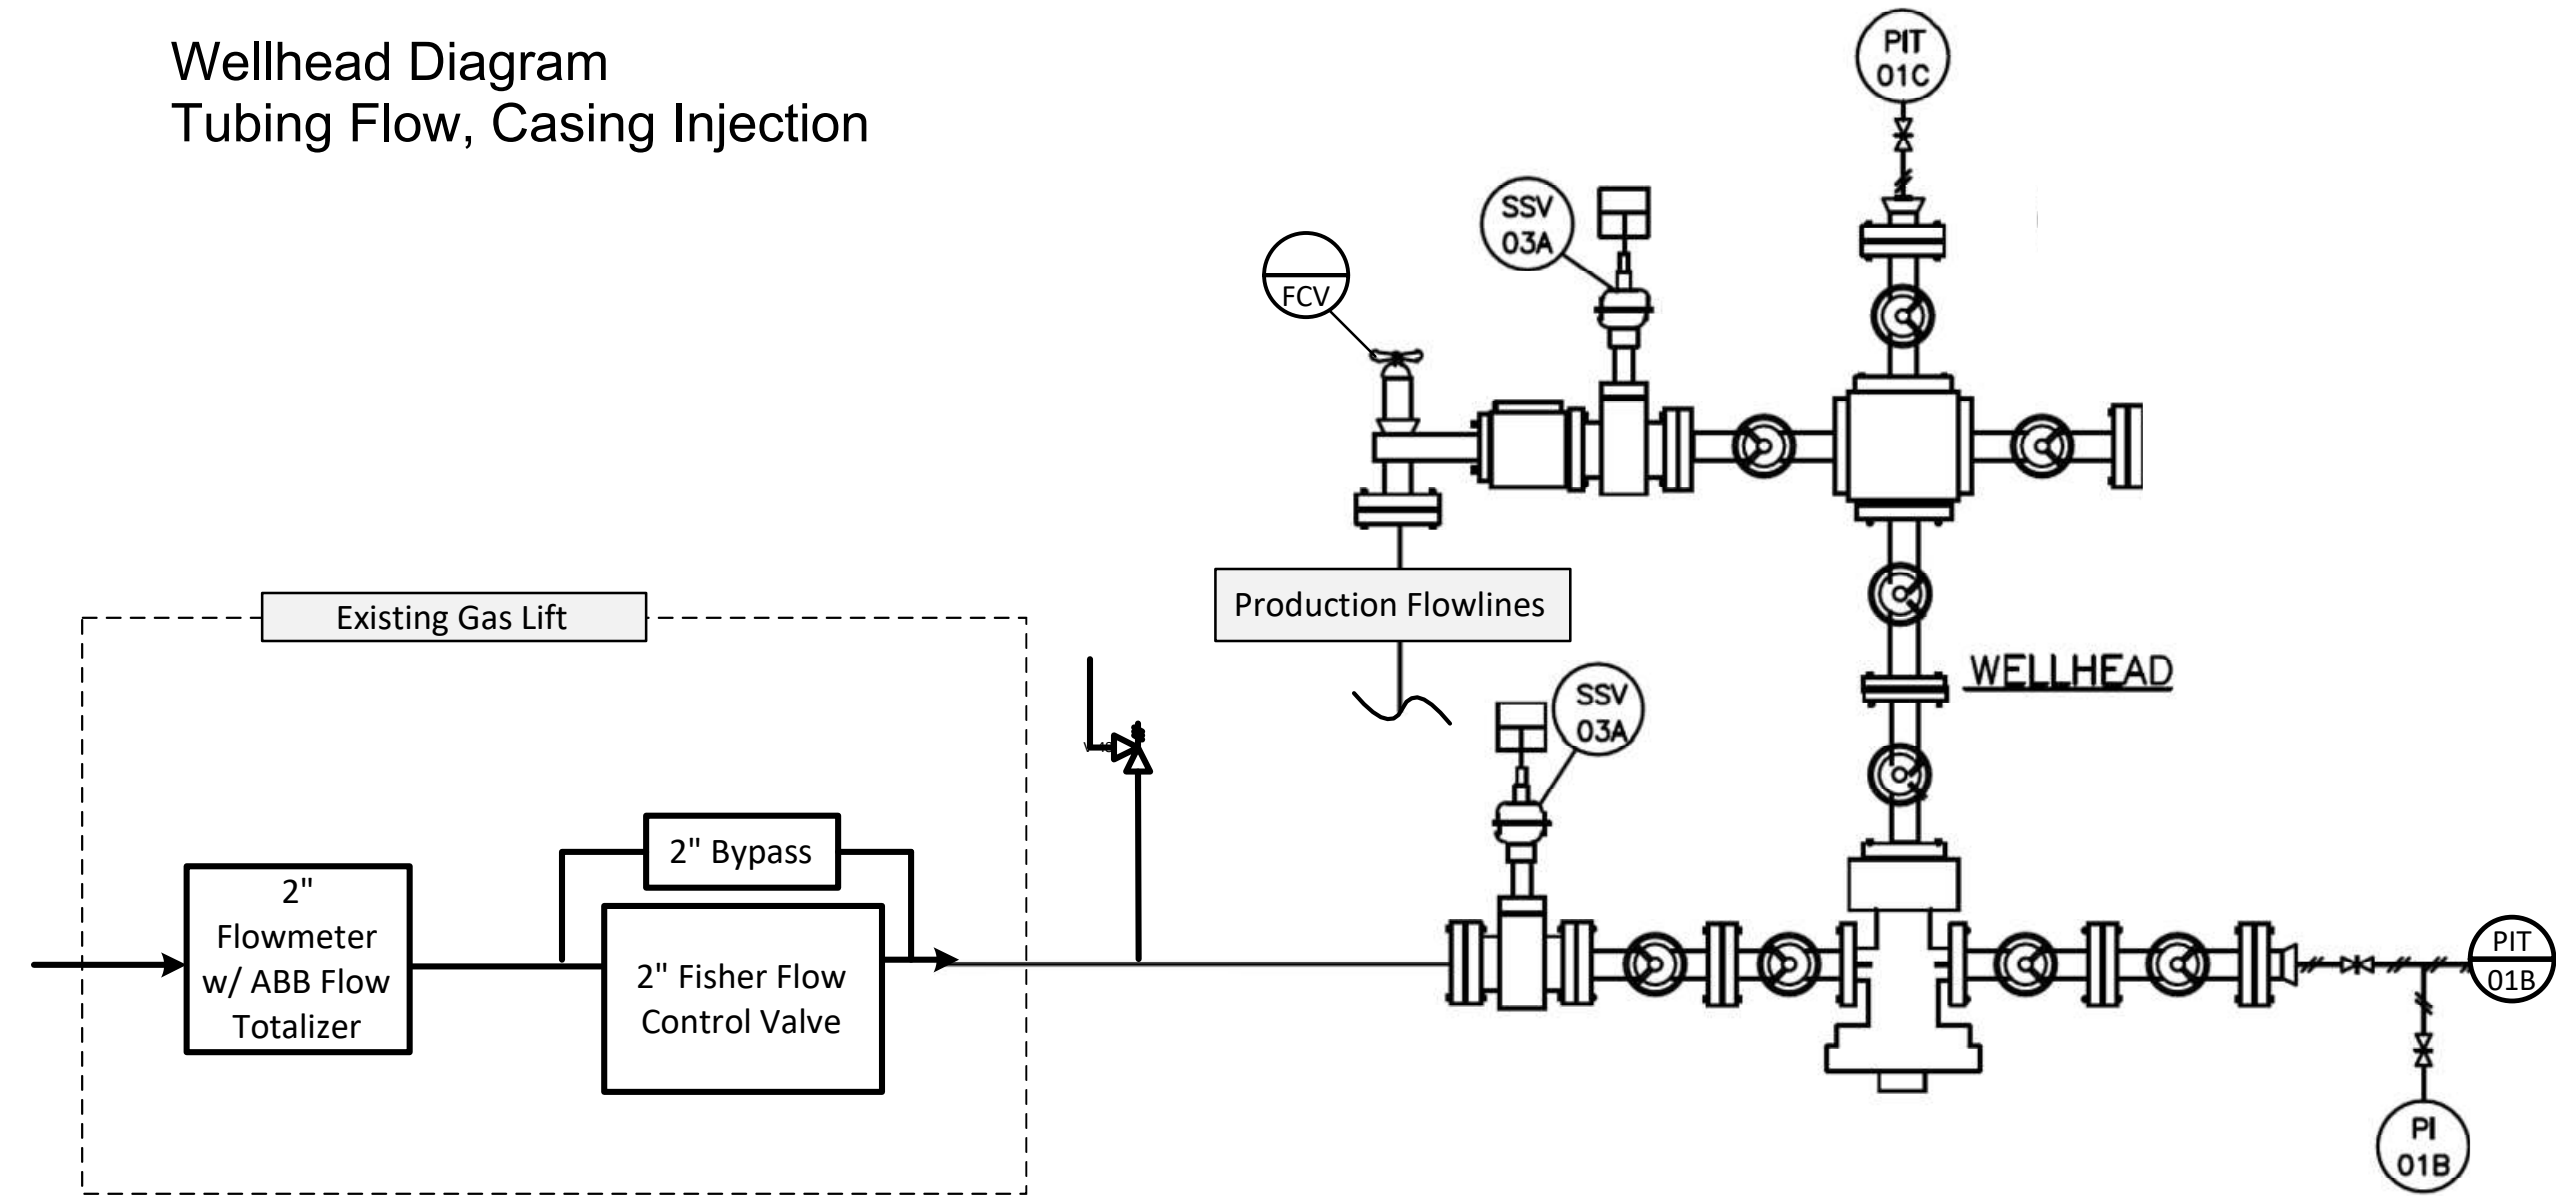 Wellhead Diagram
Tubing Flow, Casing Injection
PIT
01C
SSV
03A
FCV
Existing Gas Lift
Production Flowlines
WELLHEAD
SSV
03A
2" Bypass
2"
Flowmeter
w/ ABB Flow
Totalizer
2" Fisher Flow
Control Valve
PIT
01B
PI
01B